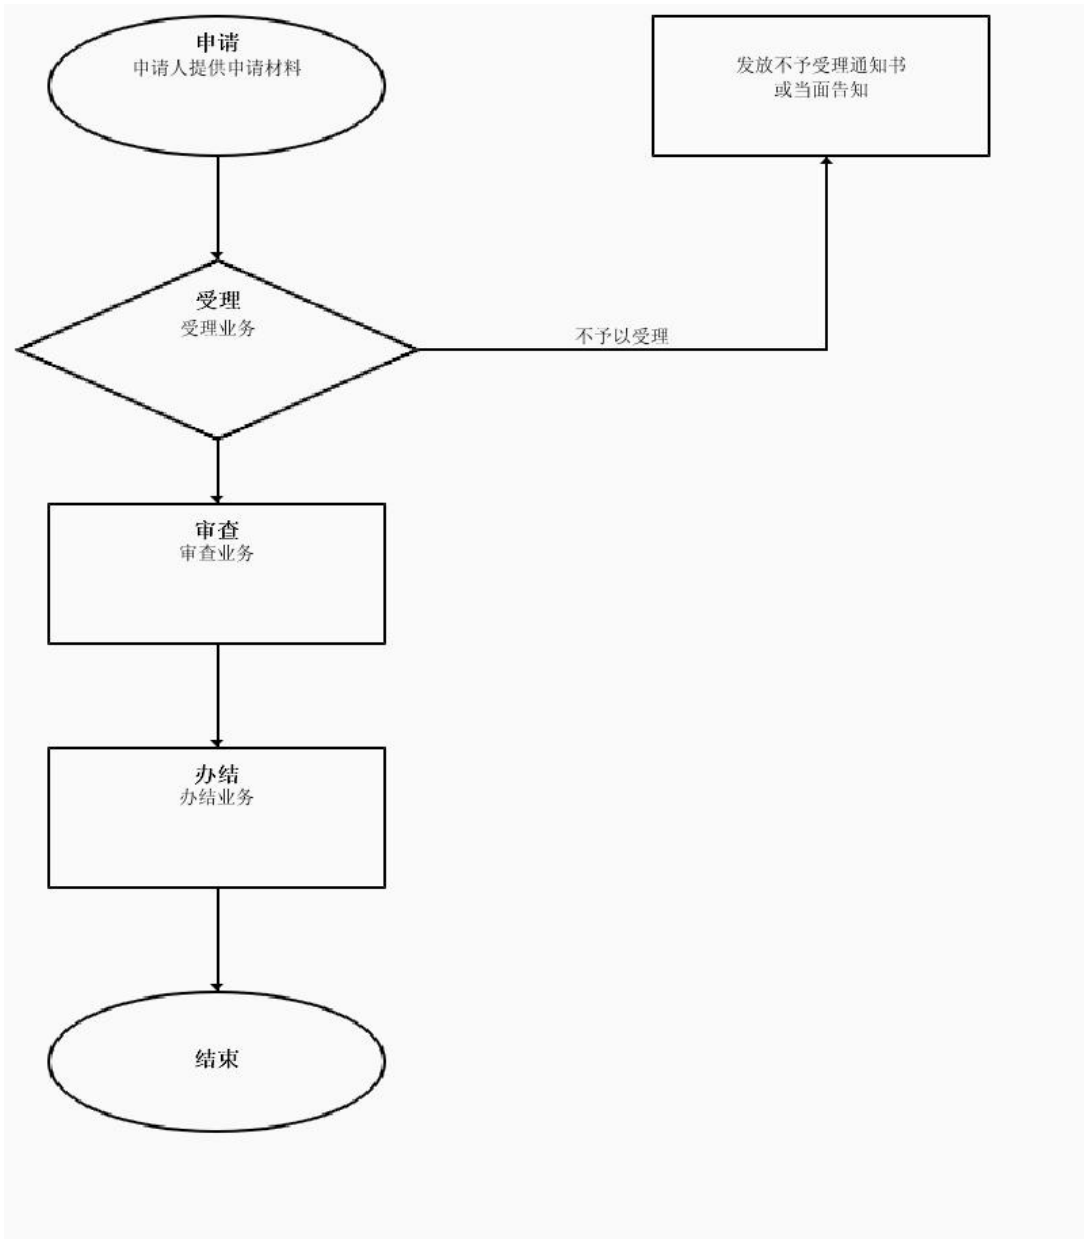 申请
申请人提供申请材料
发放不予受理通知书
或当面告知
受理
受理业务
不予以受理
审查
审查业务
办结
办结业务
结束